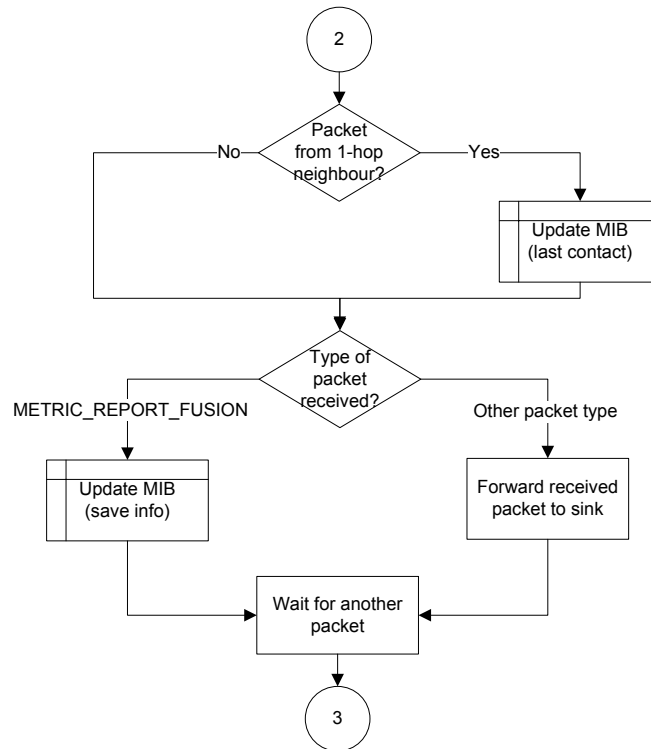 2
Packet
from 1-hop
neighbour?
No
Yes
Update MIB
(last contact)
Type of
packet
received?
METRIC_REPORT_FUSION
Other packet type
Update MIB
(save info)
Forward received
packet to sink
Wait for another
packet
3